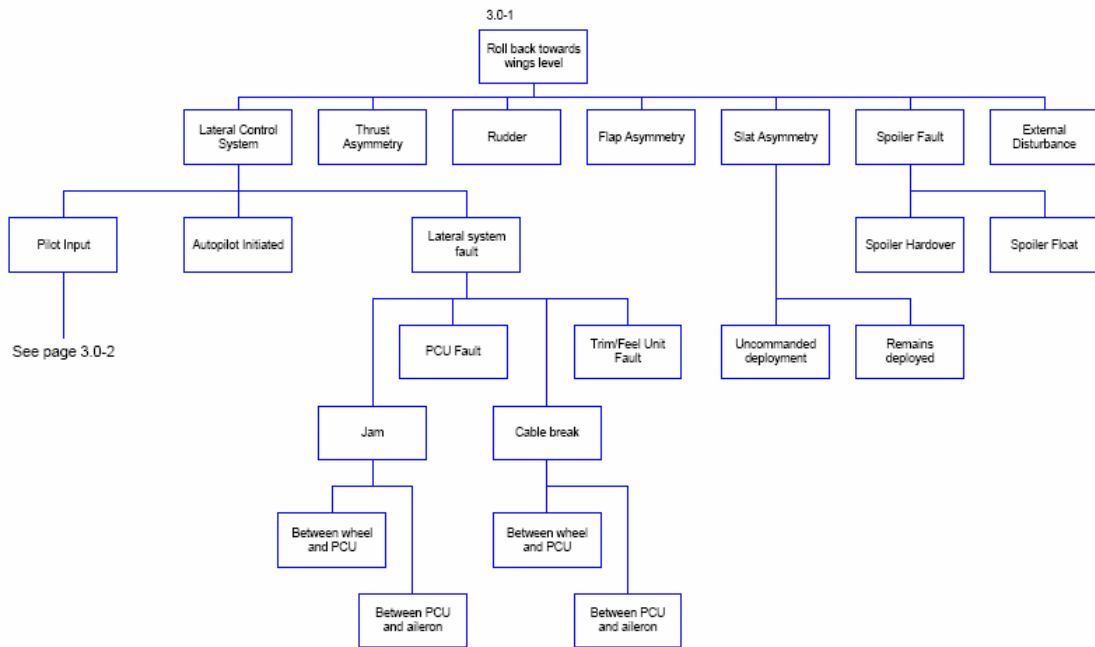 3.0-1
Roll back towards
wings level
Lateral Control
System
Thrust
Asymmetry
Rudder
Flap Asymmetry
Slat Asymmetry
Spoiler Fault
External
Disturbance
Pilot Input
Autopilot Initiated
Lateral system
fault
Spoiler Hardover
Spoiler Float
See page 3.0-2
PCU Fault
Trim/Feel Unit
Fault
Uncommanded
deployment
Remains
deployed
Jam
Cable break
Between wheel
and PCU
Between wheel
and PCU
Between PCU
and aileron
Between PCU
and aileron